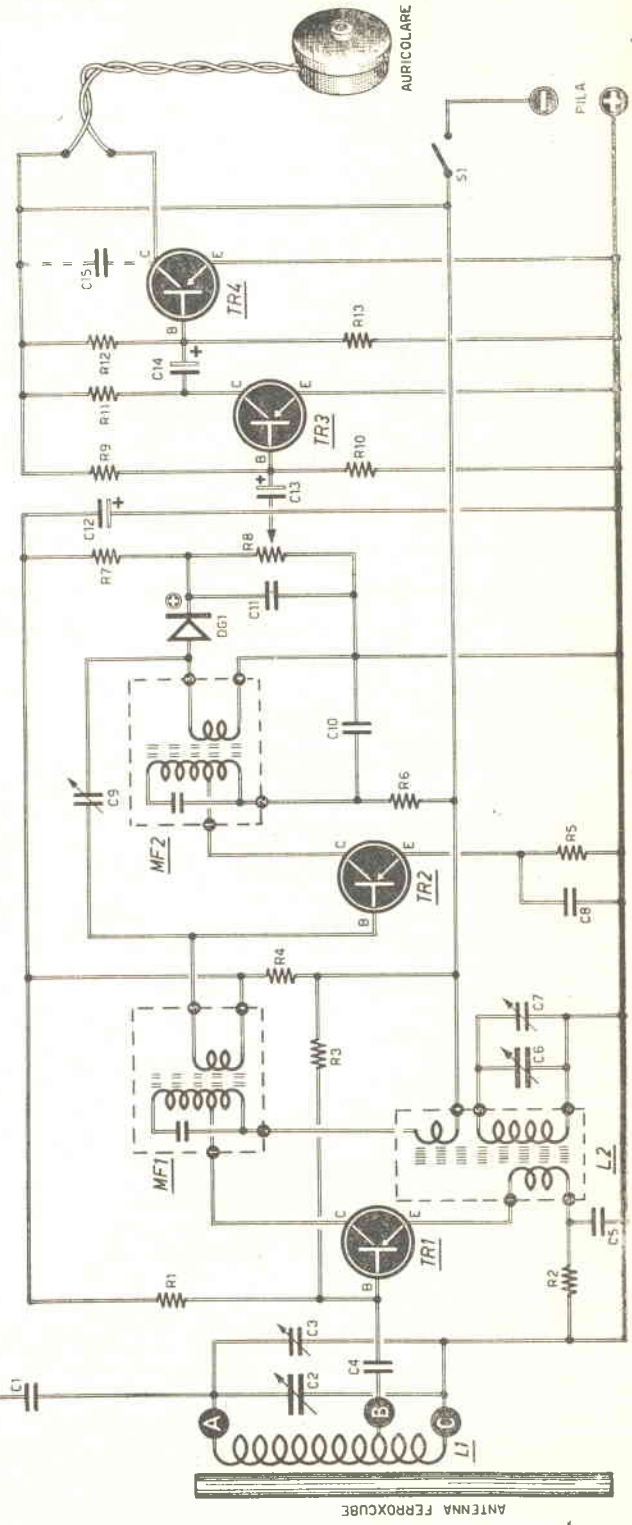 ANTENNA FERROXCUBE
L1
A
B
C
C1
C2
C3
C4
R1
B
C
E
TR1
R2
C5
MF1
R3
L2
C6
C7
R4
B
C
E
TR2
C8
R5
MF2
C9
R6
C10
DG1
+
C11
R7
R8
C12
+
C13
+
R9
R10
B
C
E
TR3
R11
C14
+
R12
R13
B
C
E
TR4
C15
S1
-
PILA
+
AURICOLARE